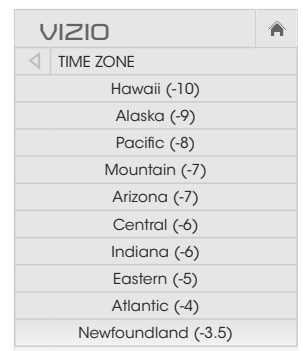 VIZIO
TIME ZONE
Hawaii (-10)
Alaska (-9)
Pacific (-8)
Mountain (-7)
Arizona (-7)
Central (-6)
Indiana (-6)
Eastern (-5)
Atlantic (-4)
Newfoundland (-3.5)